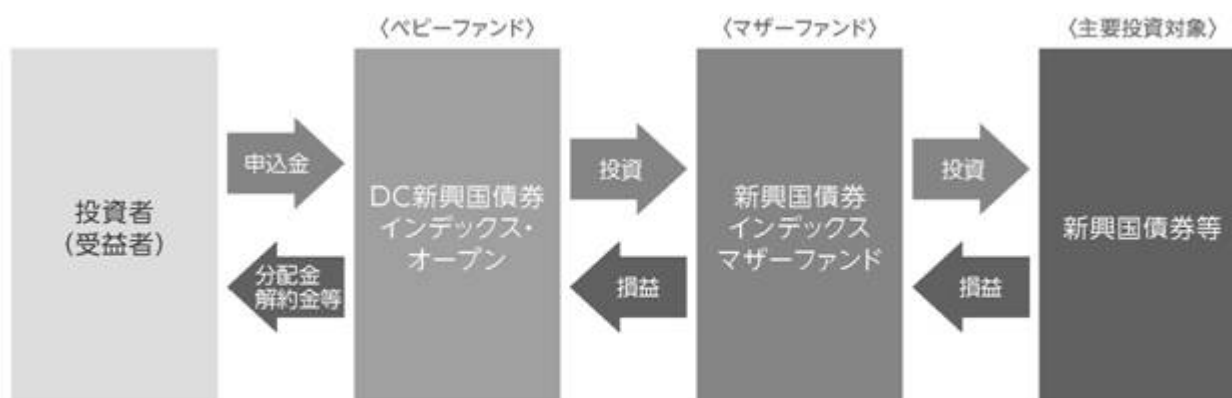 〈ベビーファンド〉
〈マザーファンド〉
〈主要投資対象〉
投資者
(受益者)
申込金
分配金
解約金等
DC新興国債券
インデックス・
オープン
投資
損益
新興国債券
インデックス
マザーファンド
投資
損益
新興国債券等